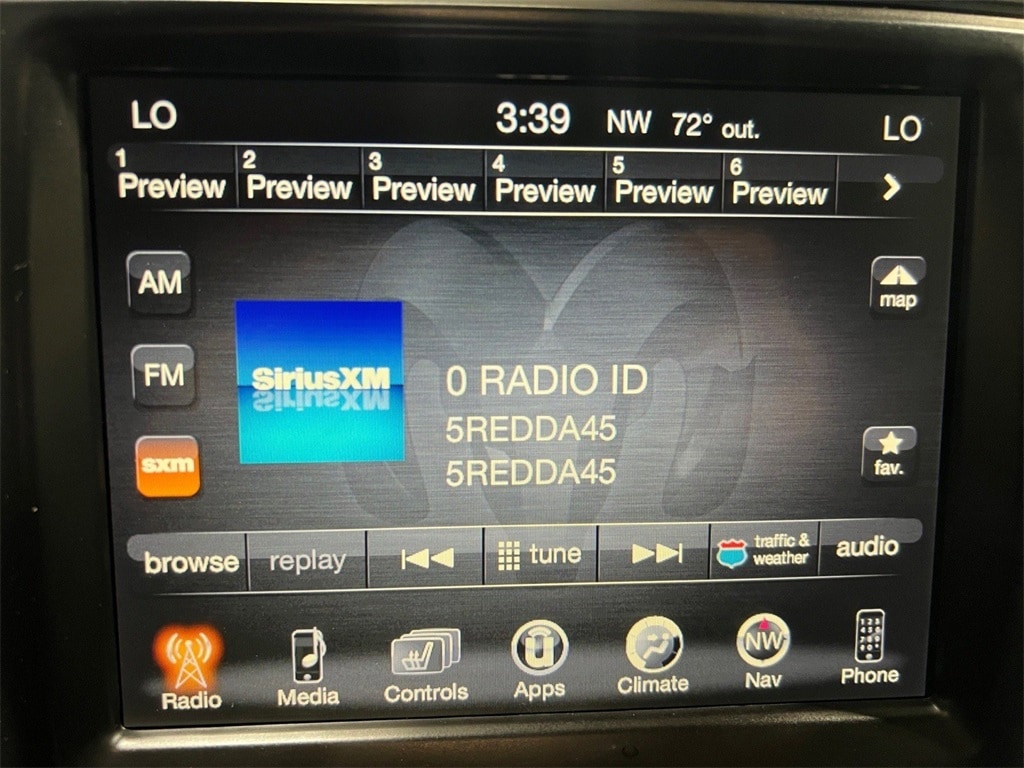 LO 3:39 NW 72° out. LO
1 2 3 4 5 6
Preview Preview Preview Preview Preview Preview
AM
map
SiriusXM
FM
0 RADIO ID
5REDDA45
sxm
fav.
5REDDA45
browse replay tune traffic & weather audio
NW
Radio Media Controls Apps Climate Nav Phone